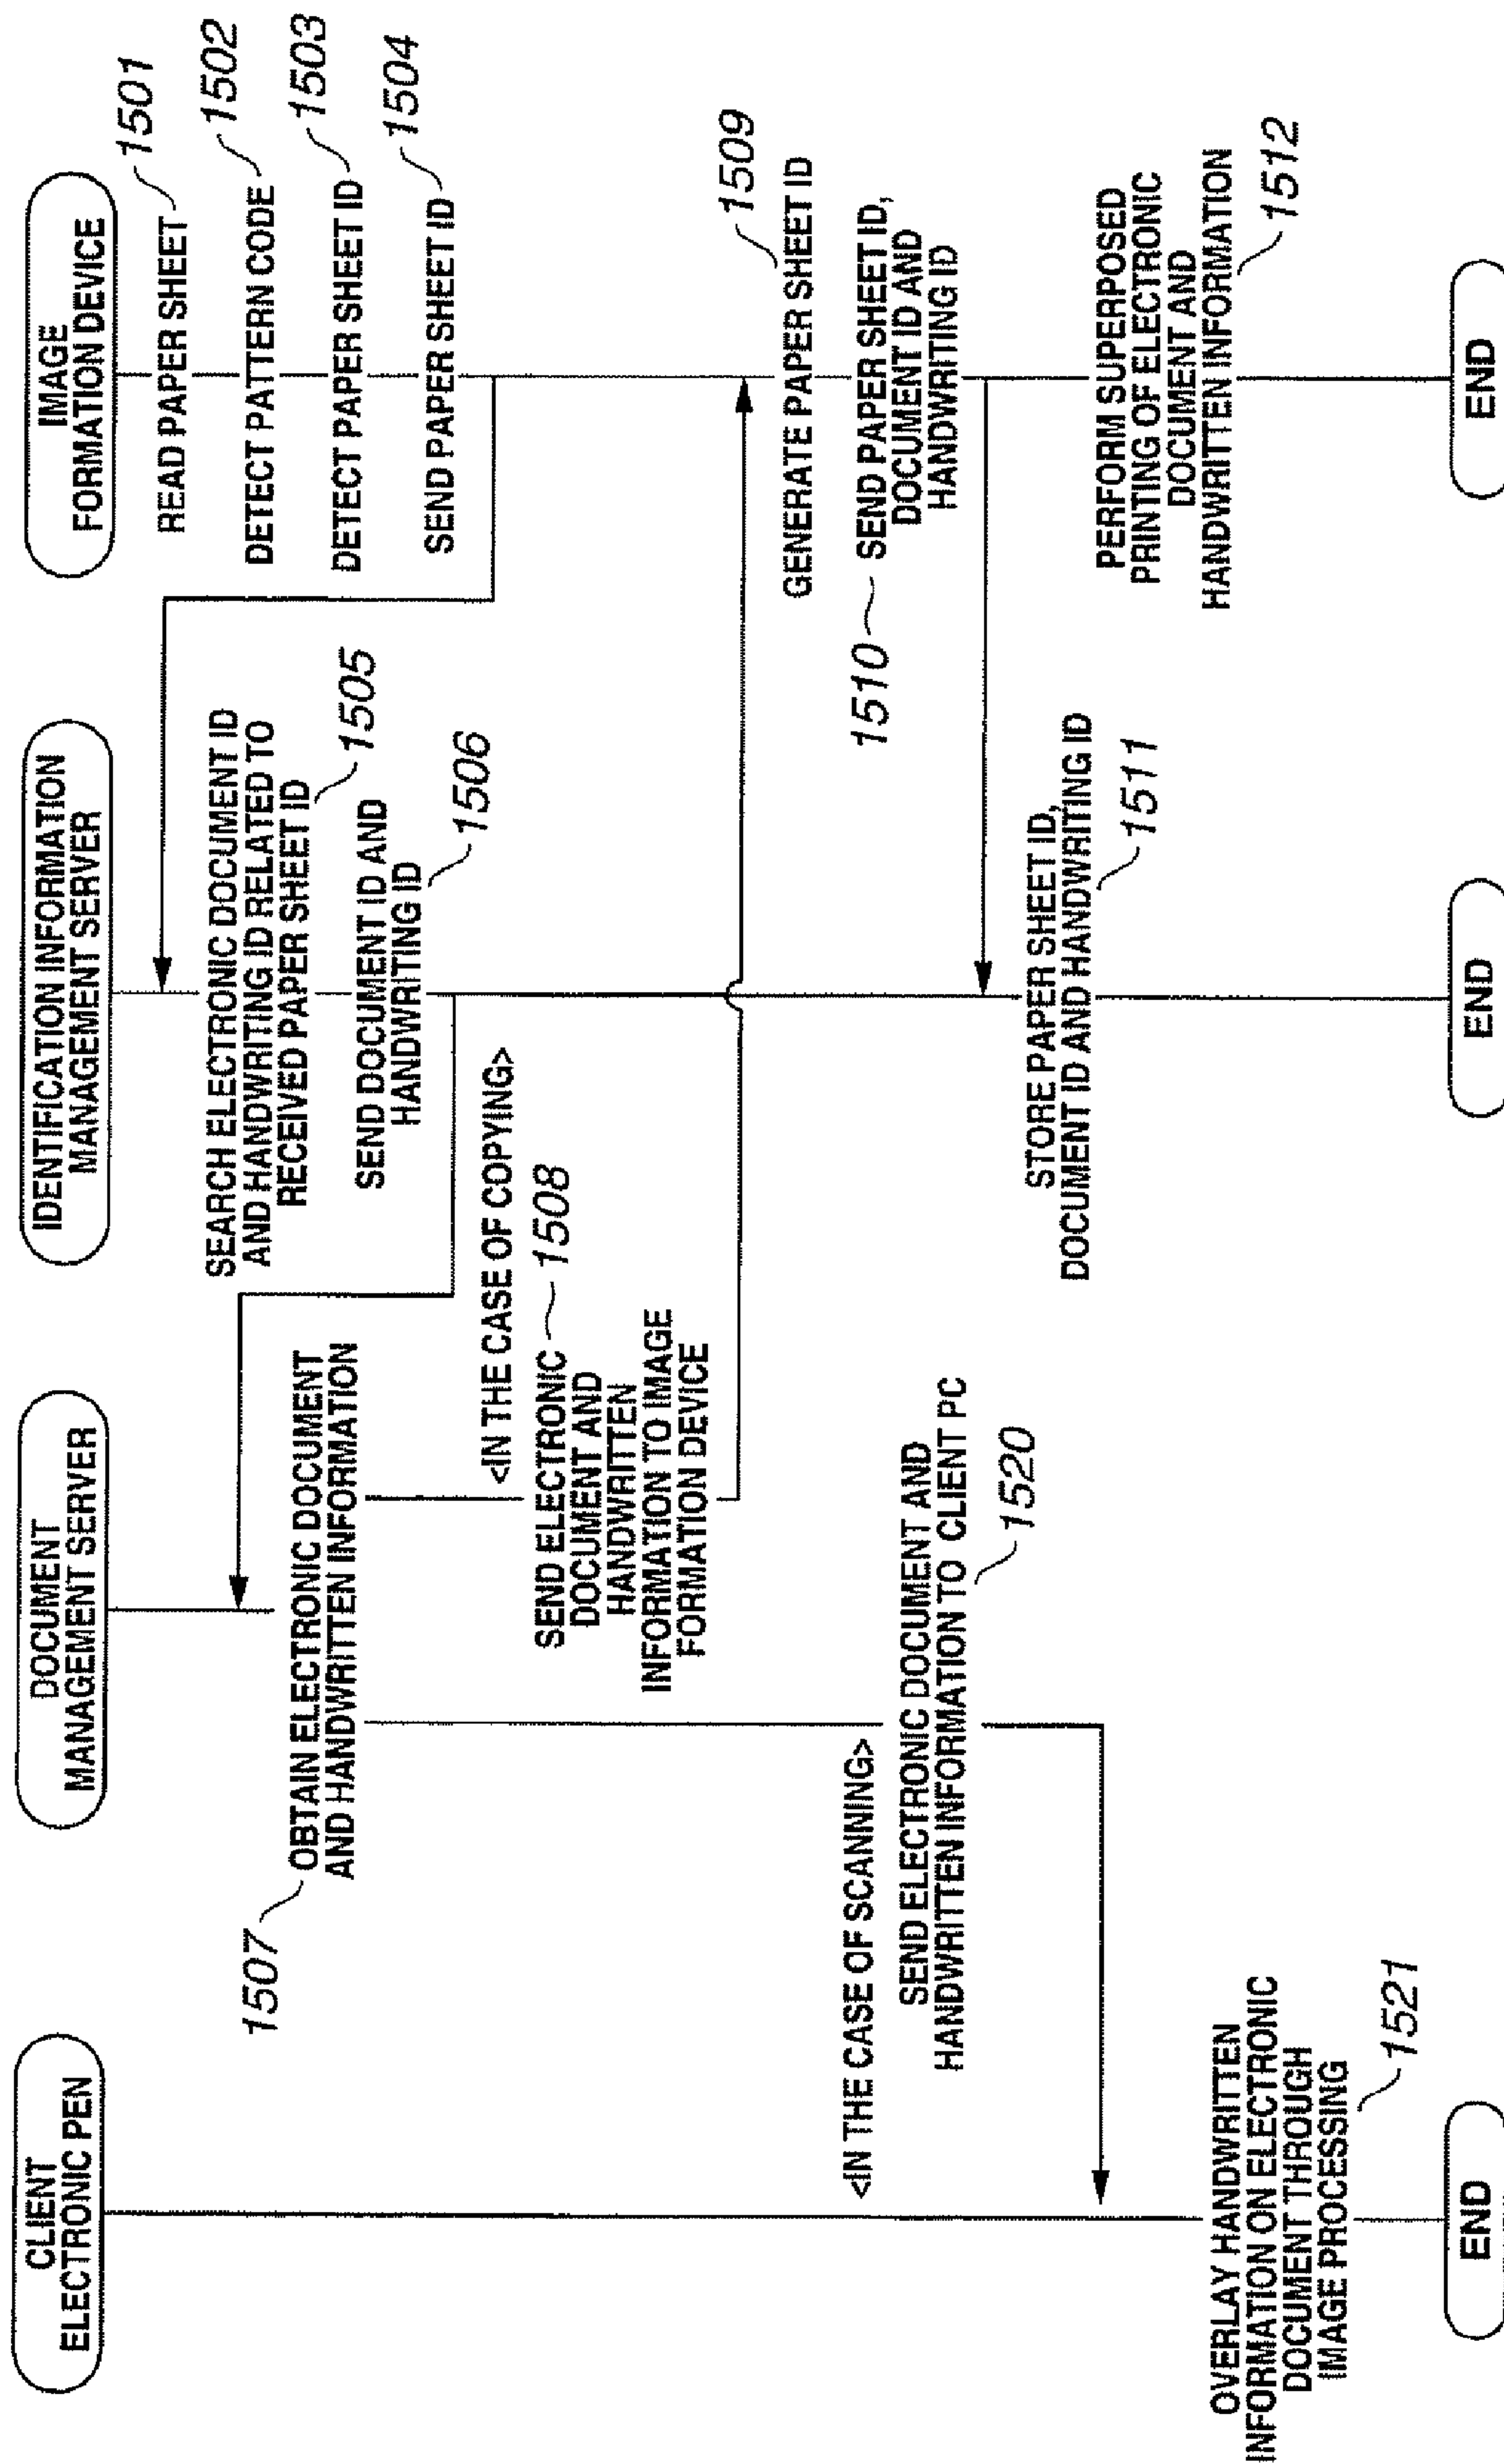 CLIENT
ELECTRONIC PEN
DOCUMENT
MANAGEMENT SERVER
IDENTIFICATION INFORMATION
MANAGEMENT SERVER
IMAGE
FORMATION DEVICE
READ PAPER SHEET
1501
DETECT PATTERN CODE
1502
DETECT PAPER SHEET ID
1503
SEND PAPER SHEET ID
1504
SEARCH ELECTRONIC DOCUMENT ID
AND HANDWRITING ID RELATED TO
RECEIVED PAPER SHEET ID
1505
SEND DOCUMENT ID AND
HANDWRITING ID
1506
1507
OBTAIN ELECTRONIC DOCUMENT
AND HANDWRITTEN INFORMATION
<IN THE CASE OF COPYING>
SEND ELECTRONIC
DOCUMENT AND
HANDWRITTEN
INFORMATION TO IMAGE
FORMATION DEVICE
1508
GENERATE PAPER SHEET ID
1509
1510
SEND PAPER SHEET ID,
DOCUMENT ID AND
HANDWRITING ID
<IN THE CASE OF SCANNING>
SEND ELECTRONIC DOCUMENT AND
HANDWRITTEN INFORMATION TO CLIENT PC
1520
STORE PAPER SHEET ID,
DOCUMENT ID AND HANDWRITING ID
1511
PERFORM SUPERPOSED
PRINTING OF ELECTRONIC
DOCUMENT AND
HANDWRITTEN INFORMATION
1512
OVERLAY HANDWRITTEN
INFORMATION ON ELECTRONIC
DOCUMENT THROUGH
IMAGE PROCESSING
1521
END
END
END